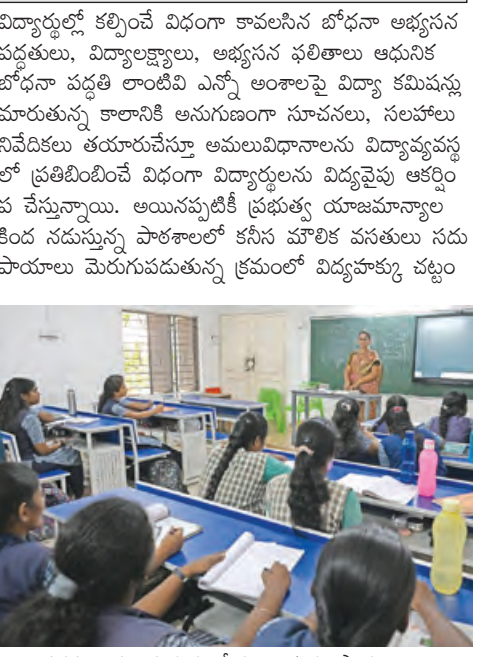 విద్యార్థుల్లో కల్పించే విధంగా కావలసిన బోధనా అభ్యసన
పద్ధతులు, విద్యాలక్ష్యాలు, అభ్యసన ఫలితాలు ఆధునిక
బోధనా పద్ధతి లాంటివి ఎన్నో అంశాలపై విద్యా కమిషన్లు
మారుతున్న కాలానికి అనుగుణంగా సూచనలు, సలహాలు
నివేదికలు తయారుచేస్తూ అమలువిధానాలను విద్యావ్యవస్థ
లో ప్రతిబింబించే విధంగా విద్యార్థులను విద్యవైపు ఆకర్షిం
ప చేస్తున్నాయి. అయినప్పటికీ ప్రభుత్వ యాజమాన్యాల
కింద నడుస్తున్న పాఠశాలలో కనీస మౌలిక వసతులు సదు
పాయాలు మెరుగుపడుతున్న క్రమంలో విద్యహక్కు చట్టం